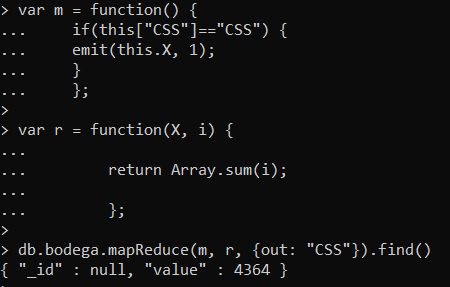 > var m = function() {
...     if(this["CSS"]=="CSS") {
...     emit(this.X, 1);
...     }
...     };
>
> var r = function(X, i) {
...
...         return Array.sum(i);
...
...         };
>
> db.bodega.mapReduce(m, r, {out: "CSS"}).find()
{ "_id" : null, "value" : 4364 }